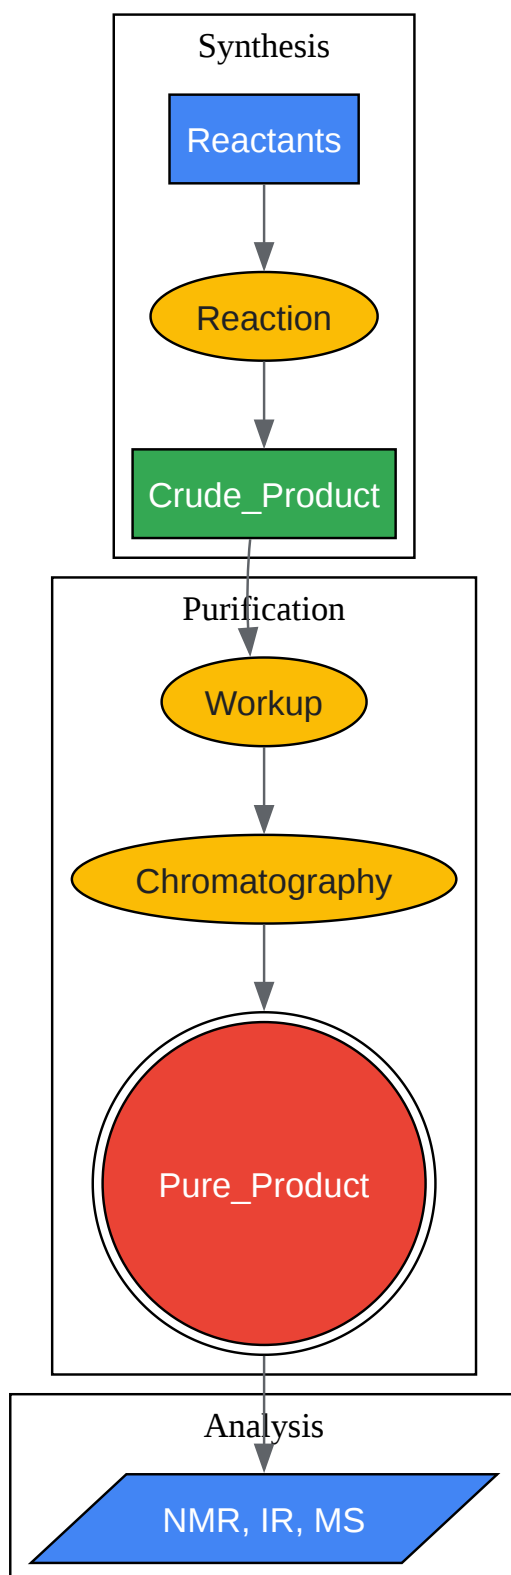 Synthesis
Reactants
Reaction
Crude_Product
Purification
Workup
Chromatography
Pure_Product
Analysis
NMR, IR, MS